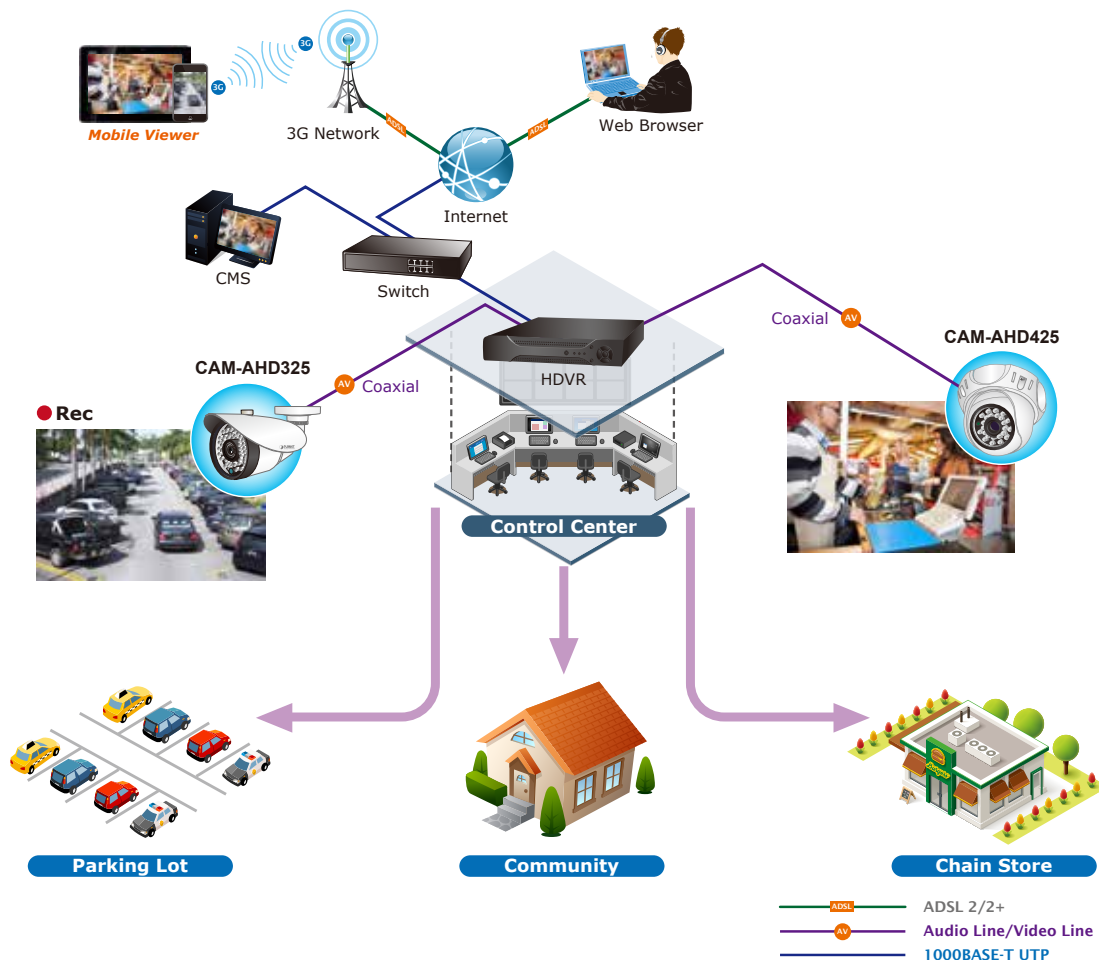 3G
3G
Mobile Viewer
3G Network
ADSL
ADSL
Web Browser
Internet
CMS
Switch
HDVR
Coaxial
AV
CAM-AHD425
CAM-AHD325
AV
Coaxial
Rec
Control Center
Parking Lot
Community
Chain Store
ADSL
ADSL 2/2+
AV
Audio Line/Video Line
1000BASE-T UTP